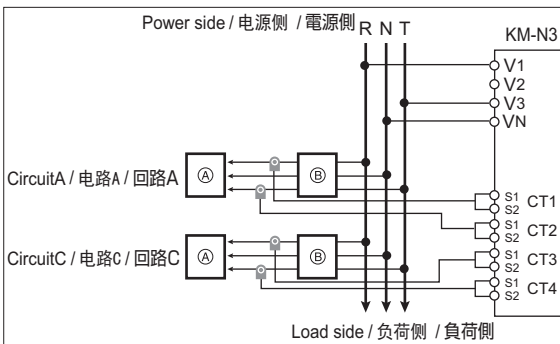 Power side / 电源侧 / 電源側
R N T
KM-N3
V1
V2
V3
VN
CircuitA / 电路A / 回路A
Ⓐ
Ⓑ
S1
S2
CT1
S1
S2
CT2
CircuitC / 电路C / 回路C
Ⓐ
Ⓑ
S1
S2
CT3
S1
S2
CT4
Load side / 负荷侧 / 負荷側